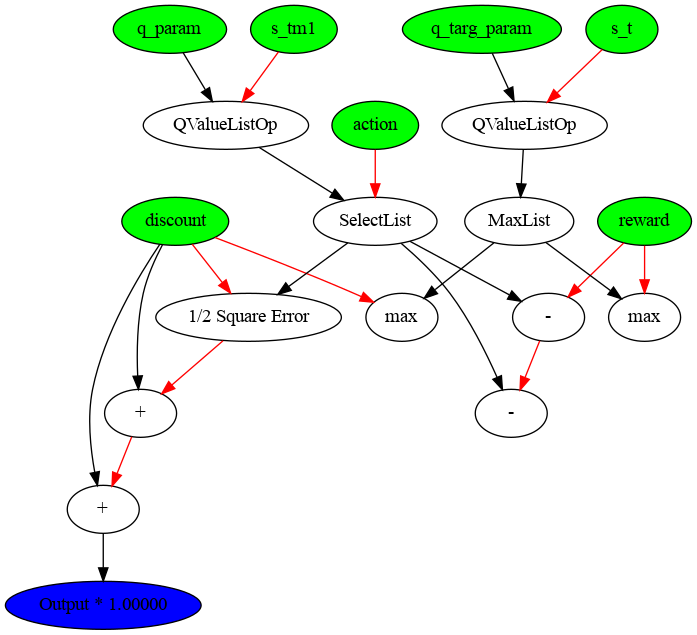 q_param
s_tm1
q_targ_param
s_t
QValueListOp
action
QValueListOp
discount
SelectList
MaxList
reward
1/2 Square Error
max
-
max
+
-
+
Output * 1.00000